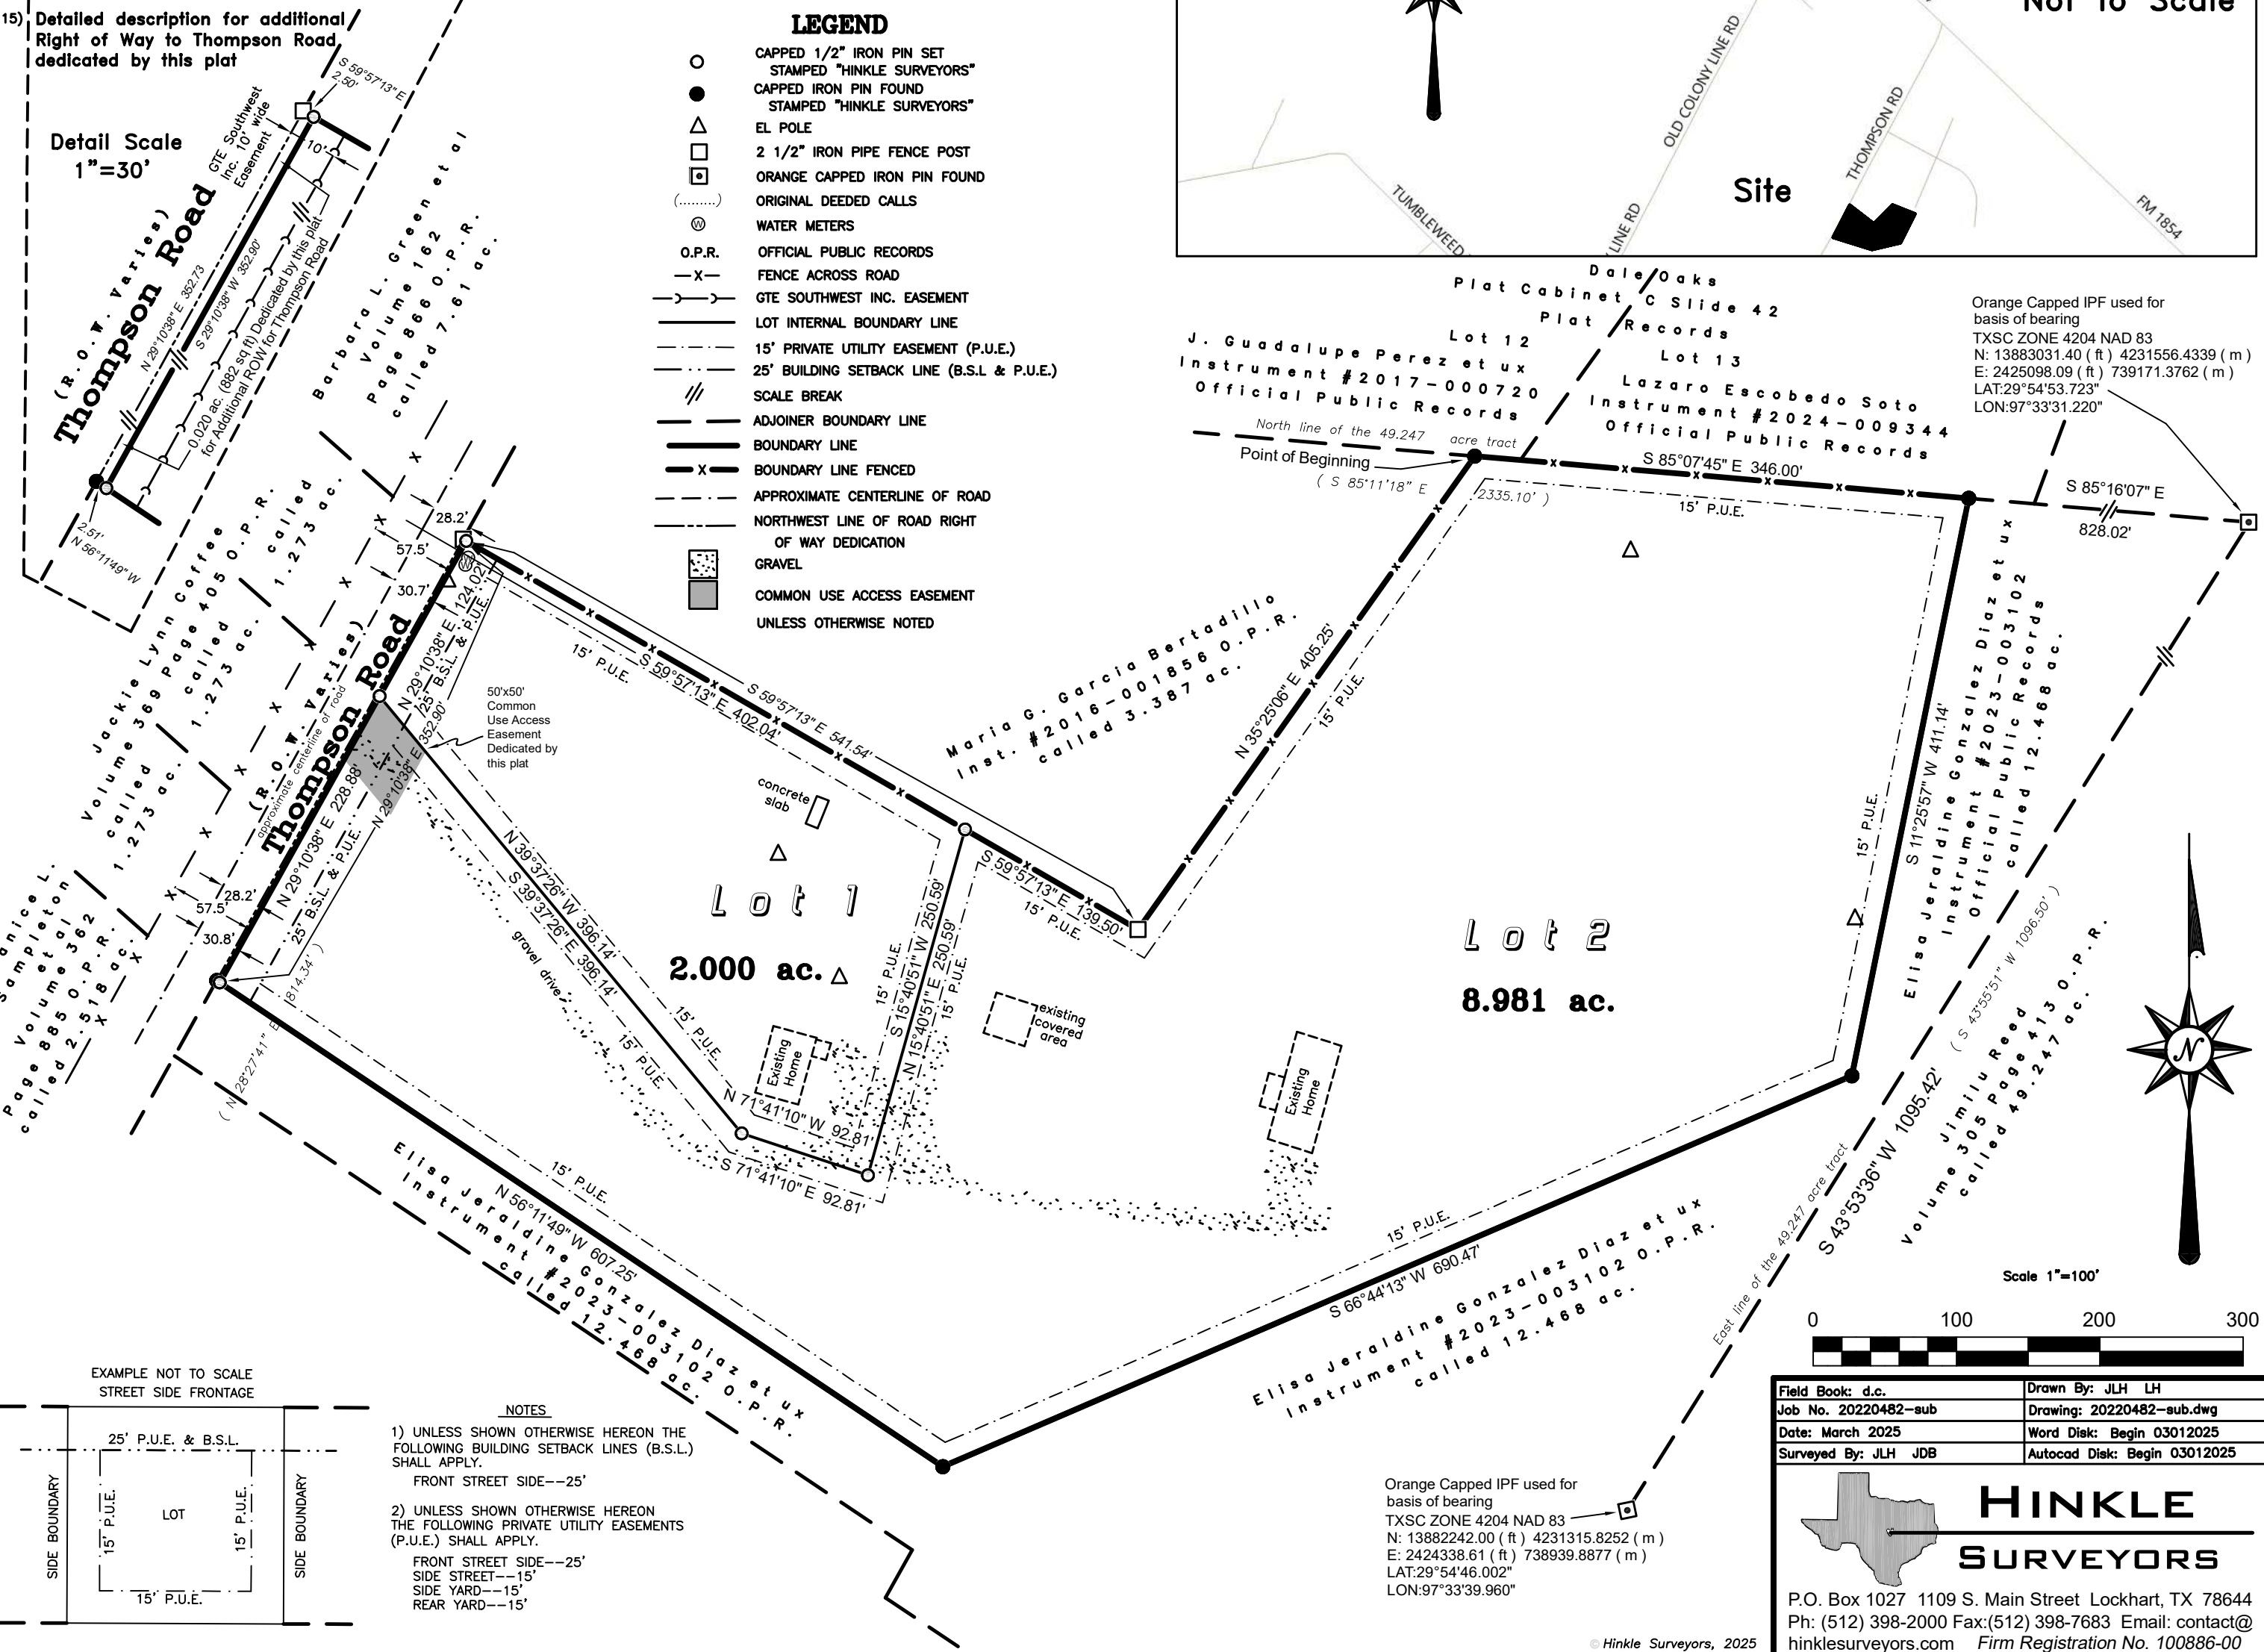 15) Detailed description for additional
Right of Way to Thompson Road
dedicated by this plat
Detail Scale
1"=30'
S 59°57'13" E
2.50'
GTE Southwest
Inc. 10' wide
Easement
10'
(R.O.W. Varies)
Thompson Road
N 29°10'38" E 352.73
S 29°10'38" W 352.90'
0.020 ac. (882 sq ft) Dedicated by this plat
for Additional ROW for Thompson Road
2.51'
N 56°11'49" W
LEGEND
CAPPED 1/2" IRON PIN SET
STAMPED "HINKLE SURVEYORS"
CAPPED IRON PIN FOUND
STAMPED "HINKLE SURVEYORS"
EL POLE
2 1/2" IRON PIPE FENCE POST
ORANGE CAPPED IRON PIN FOUND
(.........) ORIGINAL DEEDED CALLS
W WATER METERS
O.P.R. OFFICIAL PUBLIC RECORDS
—x— FENCE ACROSS ROAD
GTE SOUTHWEST INC. EASEMENT
LOT INTERNAL BOUNDARY LINE
15' PRIVATE UTILITY EASEMENT (P.U.E.)
25' BUILDING SETBACK LINE (B.S.L & P.U.E.)
SCALE BREAK
ADJOINER BOUNDARY LINE
BOUNDARY LINE
x BOUNDARY LINE FENCED
APPROXIMATE CENTERLINE OF ROAD
NORTHWEST LINE OF ROAD RIGHT
OF WAY DEDICATION
GRAVEL
COMMON USE ACCESS EASEMENT
UNLESS OTHERWISE NOTED
Not To Scale
OLD COLONY LINE RD
THOMPSON RD
TUMBLEWEED
LINE RD
FM 1854
Site
Barbara L. Green et al
Volume 162
Page 866 O.P.R.
called 7.61 ac.
Jackie Lynn Coffee
Volume 369 Page 405 O.P.R.
called 1.273 ac.
called 1.273 ac.
called 1.273 ac.
Janice L.
Sampleton
et al
Volume 362
Page 885 O.P.R.
called 2.518 ac.
Dale Oaks
Plat Cabinet C Slide 42
Plat Records
Lot 12
J. Guadalupe Perez et ux
Instrument #2017-000720
Official Public Records
Lot 13
Lazaro Escobedo Soto
Instrument #2024-009344
Official Public Records
Orange Capped IPF used for
basis of bearing
TXSC ZONE 4204 NAD 83
N: 13883031.40 ( ft ) 4231556.4339 ( m )
E: 2425098.09 ( ft ) 739171.3762 ( m )
LAT:29°54'53.723"
LON:97°33'31.220"
North line of the 49.247 acre tract
Point of Beginning
( S 85°11'18" E 2335.10' )
S 85°07'45" E 346.00'
15' P.U.E.
S 85°16'07" E
828.02'
28.2'
57.5'
30.7'
N 29°10'38" E 124.02'
25' B.S.L. & P.U.E.
(R.O.W. Varies)
approximate centerline of road
Thompson Road
N 29°10'38" E 352.90'
N 29°10'38" E 228.88'
25' B.S.L. & P.U.E.
28.2'
57.5'
30.8'
( N 28°27'41" E 814.34' )
50'x50'
Common
Use Access
Easement
Dedicated by
this plat
15' P.U.E.
S 59°57'13" E 402.04'
S 59°57'13" E 541.54'
Maria G. Garcia Bertadillo
Inst. #2016-001856 O.P.R.
called 3.387 ac.
N 35°25'06" E 405.25'
15' P.U.E.
concrete
slab
S 59°57'13" E 139.50'
15' P.U.E.
Lot 1
2.000 ac.
N 39°37'26" W 396.14'
S 39°37'26" E 396.14'
gravel drive
15' P.U.E.
15' P.U.E.
15' P.U.E.
S 15°40'51" W 250.59'
N 15°40'51" E 250.59'
15' P.U.E.
Existing
Home
N 71°41'10" W 92.81'
S 71°41'10" E 92.81'
existing
covered
area
Existing
Home
Lot 2
8.981 ac.
15' P.U.E.
S 11°25'57" W 411.14'
Elisa Jeraldine Gonzalez Diaz et ux
Instrument #2023-003102
Official Public Records
called 12.468 ac.
( S 43°55'51" W 1096.50' )
S 43°53'36" W 1095.42'
East line of the 49.247 acre tract
Jimilu Reed
Volume 305 Page 413 O.P.R.
called 49.247 ac.
15' P.U.E.
N 56°11'49" W 607.25'
Elisa Jeraldine Gonzalez Diaz et ux
Instrument #2023-003102 O.P.R.
called 12.468 ac.
15' P.U.E.
S 66°44'13" W 690.47'
Elisa Jeraldine Gonzalez Diaz et ux
Instrument #2023-003102 O.P.R.
called 12.468 ac.
N
Scale 1"=100'
0 100 200 300
EXAMPLE NOT TO SCALE
STREET SIDE FRONTAGE
25' P.U.E. & B.S.L.
SIDE BOUNDARY
15' P.U.E.
LOT
15' P.U.E.
SIDE BOUNDARY
15' P.U.E.
NOTES
1) UNLESS SHOWN OTHERWISE HEREON THE
FOLLOWING BUILDING SETBACK LINES (B.S.L.)
SHALL APPLY.
FRONT STREET SIDE--25'
2) UNLESS SHOWN OTHERWISE HEREON
THE FOLLOWING PRIVATE UTILITY EASEMENTS
(P.U.E.) SHALL APPLY.
FRONT STREET SIDE--25'
SIDE STREET--15'
SIDE YARD--15'
REAR YARD--15'
Orange Capped IPF used for
basis of bearing
TXSC ZONE 4204 NAD 83
N: 13882242.00 ( ft ) 4231315.8252 ( m )
E: 2424338.61 ( ft ) 738939.8877 ( m )
LAT:29°54'46.002"
LON:97°33'39.960"
Field Book: d.c. Drawn By: JLH LH
Job No. 20220482-sub Drawing: 20220482-sub.dwg
Date: March 2025 Word Disk: Begin 03012025
Surveyed By: JLH JDB Autocad Disk: Begin 03012025
HINKLE
SURVEYORS
P.O. Box 1027 1109 S. Main Street Lockhart, TX 78644
Ph: (512) 398-2000 Fax:(512) 398-7683 Email: contact@
hinklesurveyors.com Firm Registration No. 100886-00
© Hinkle Surveyors, 2025